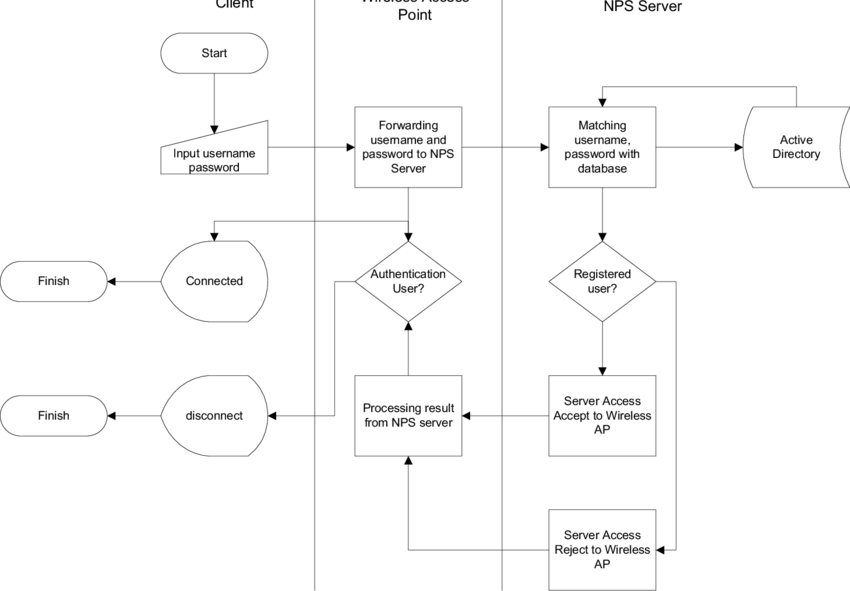 Client
Wireless Access
Point
NPS Server
Start
Input username
password
Forwarding
username and
password to NPS
Server
Matching
username,
password with
database
Active
Directory
Finish
Connected
Authentication
User?
Registered
user?
Finish
disconnect
Processing result
from NPS server
Server Access
Accept to Wireless
AP
Server Access
Reject to Wireless
AP